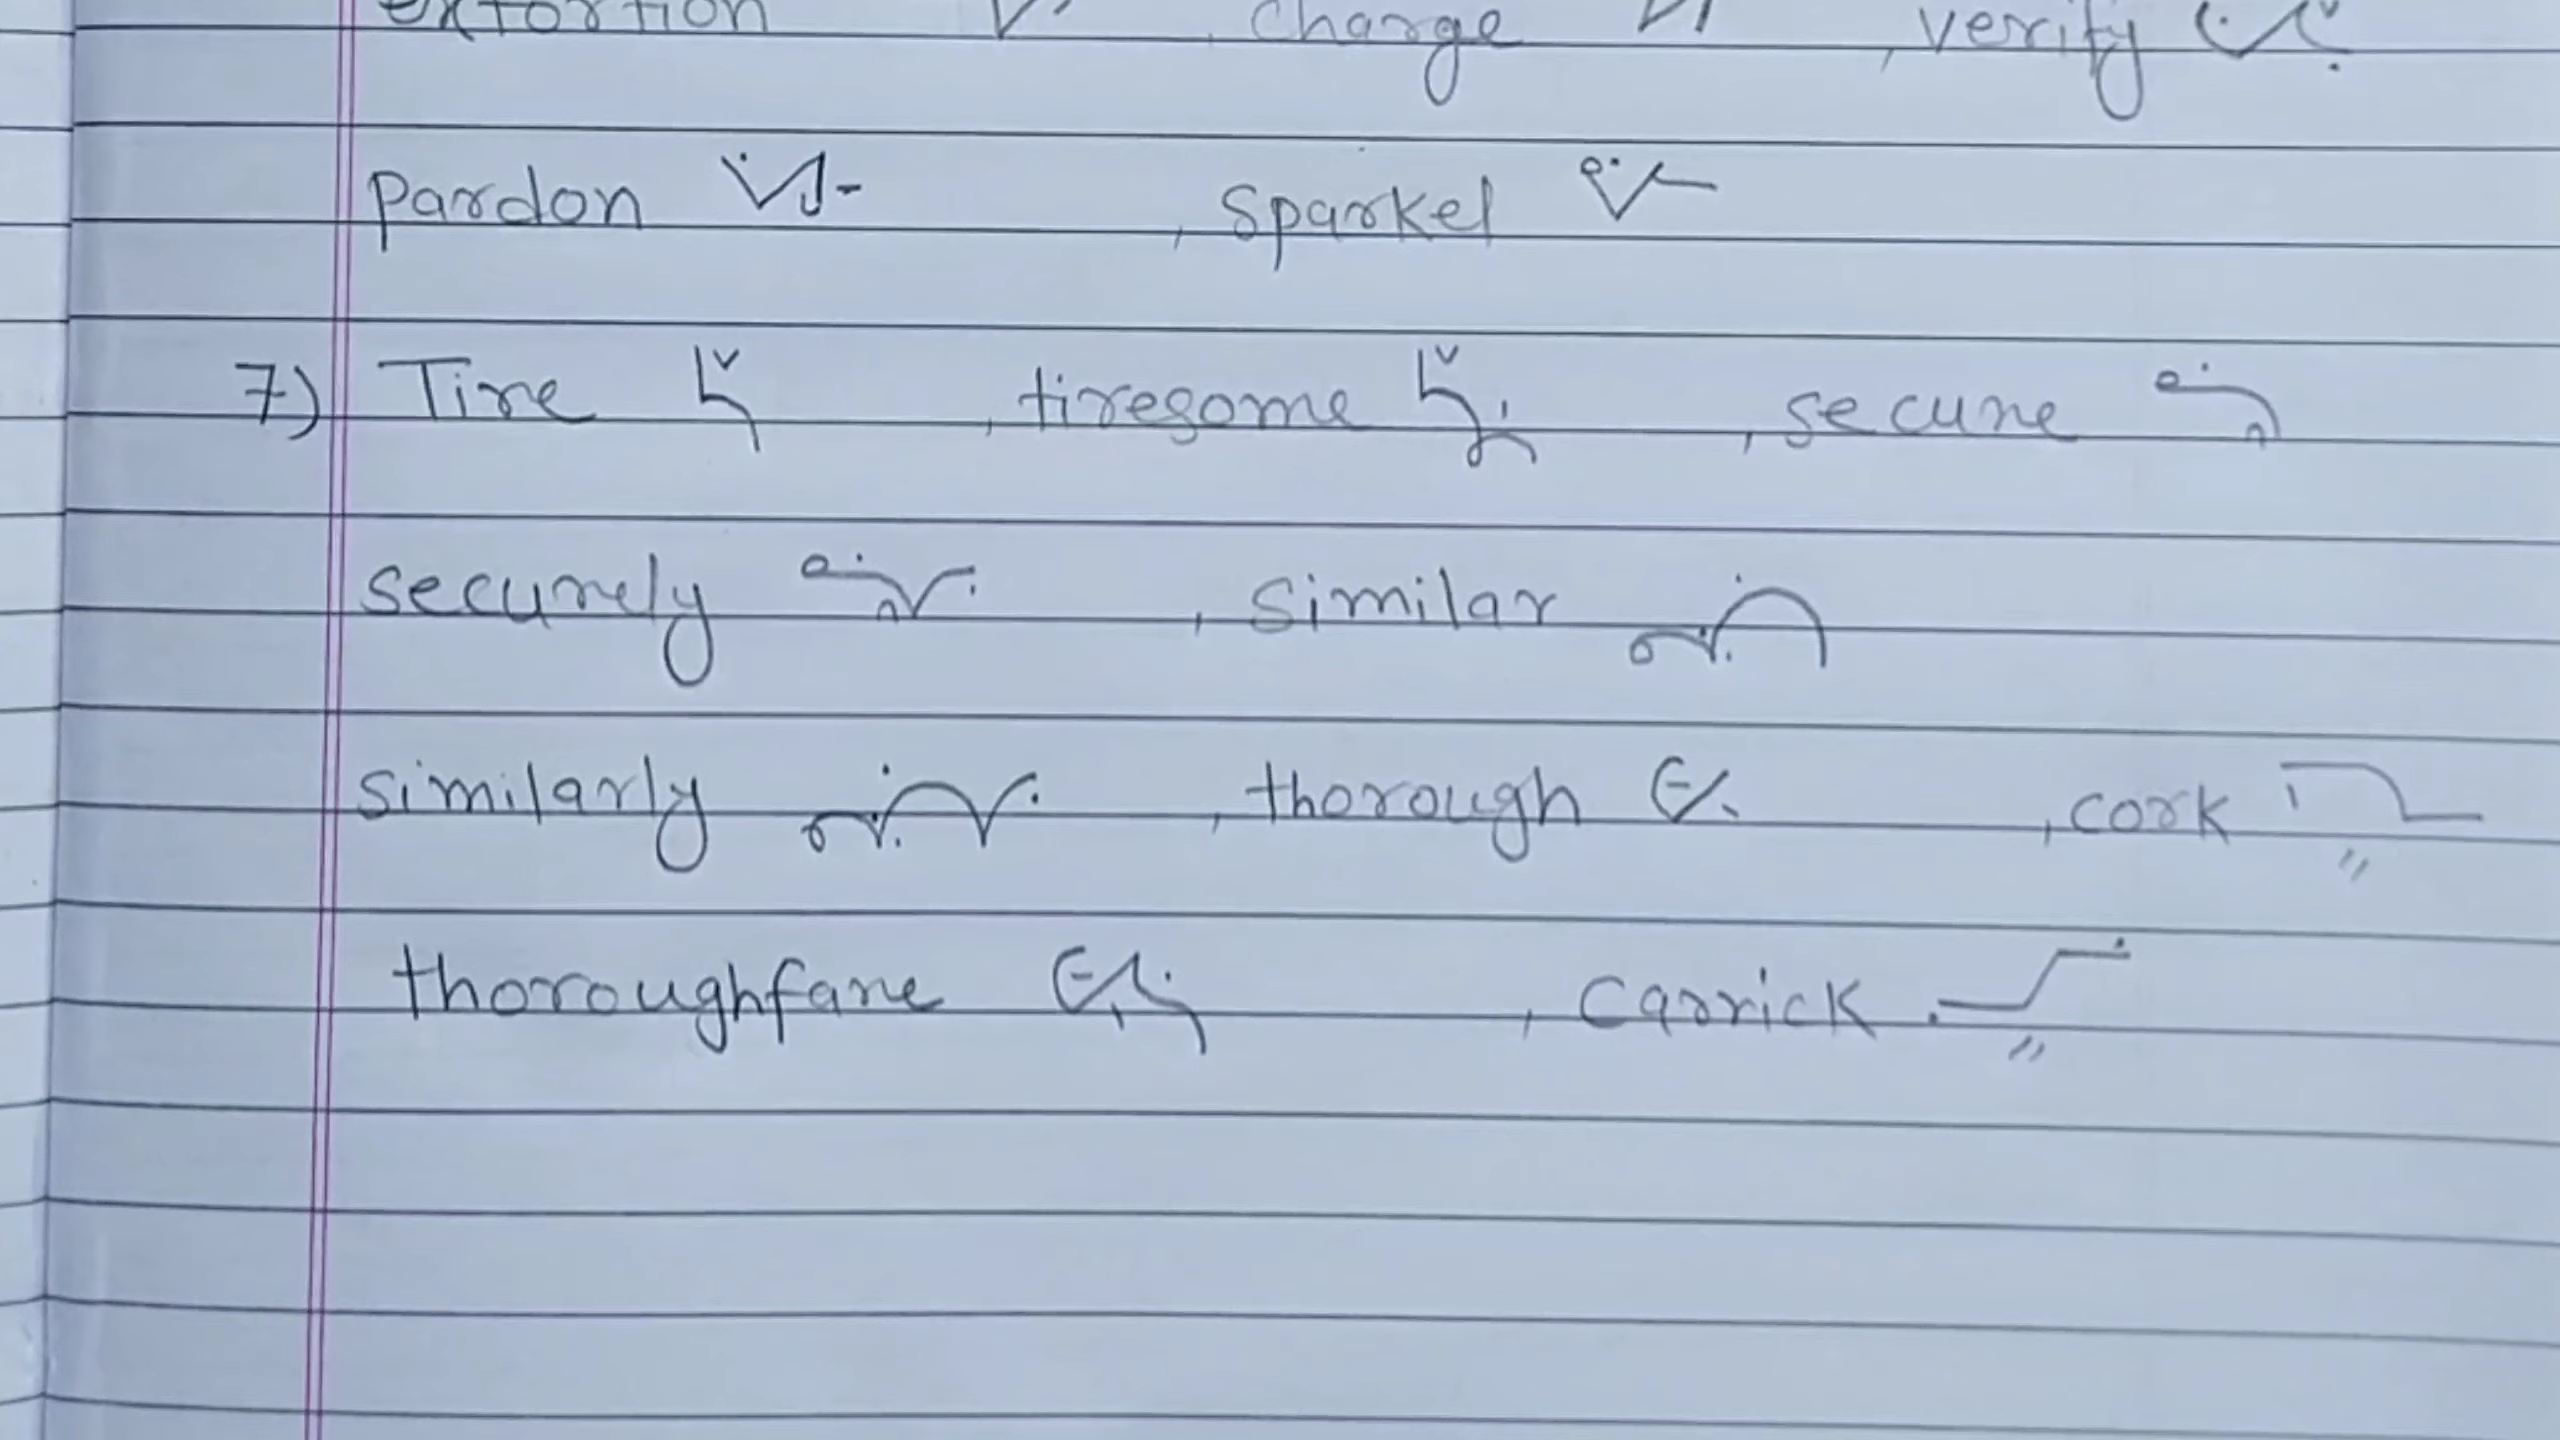 extortion , charge , verify
Pardon , Sparkel
7) Tire , tiresome , secure
securely , similar
similarly , thorough , cork
thoroughfare , Carrick